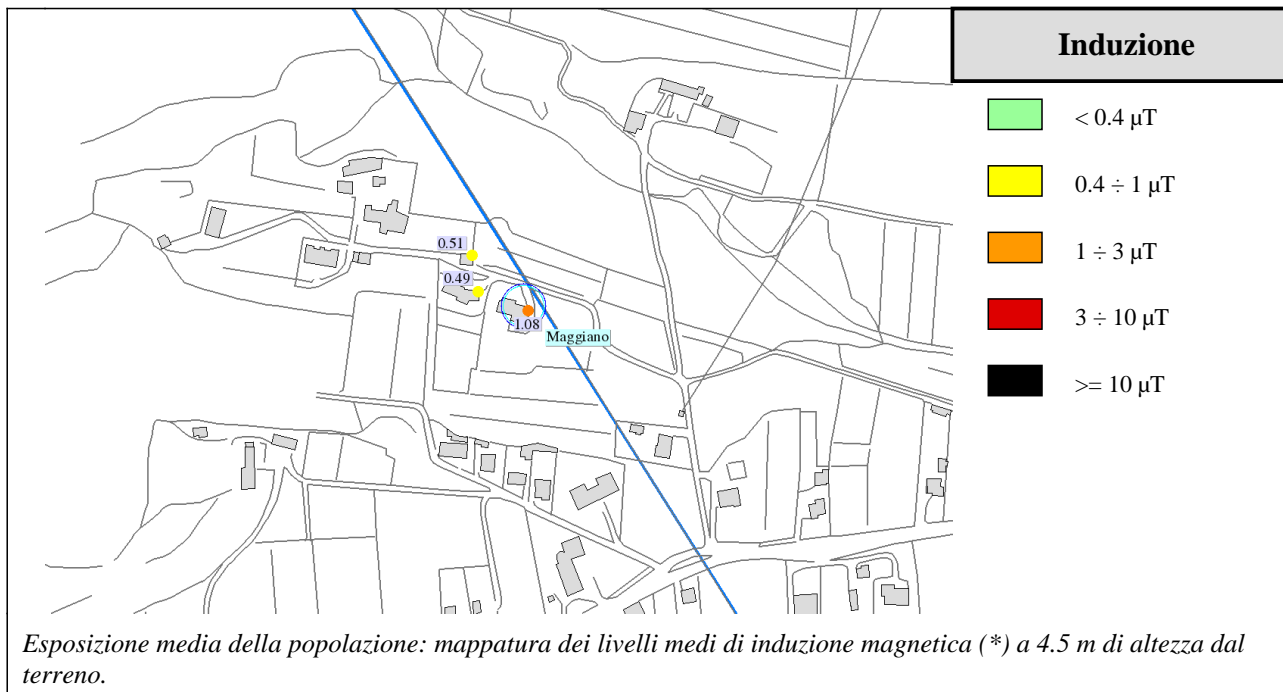 Induzione
< 0.4 µT
0.4 ÷ 1 µT
1 ÷ 3 µT
3 ÷ 10 µT
>= 10 µT
0.51
0.49
1.08
Maggiano
Esposizione media della popolazione: mappatura dei livelli medi di induzione magnetica (*) a 4.5 m di altezza dal
terreno.